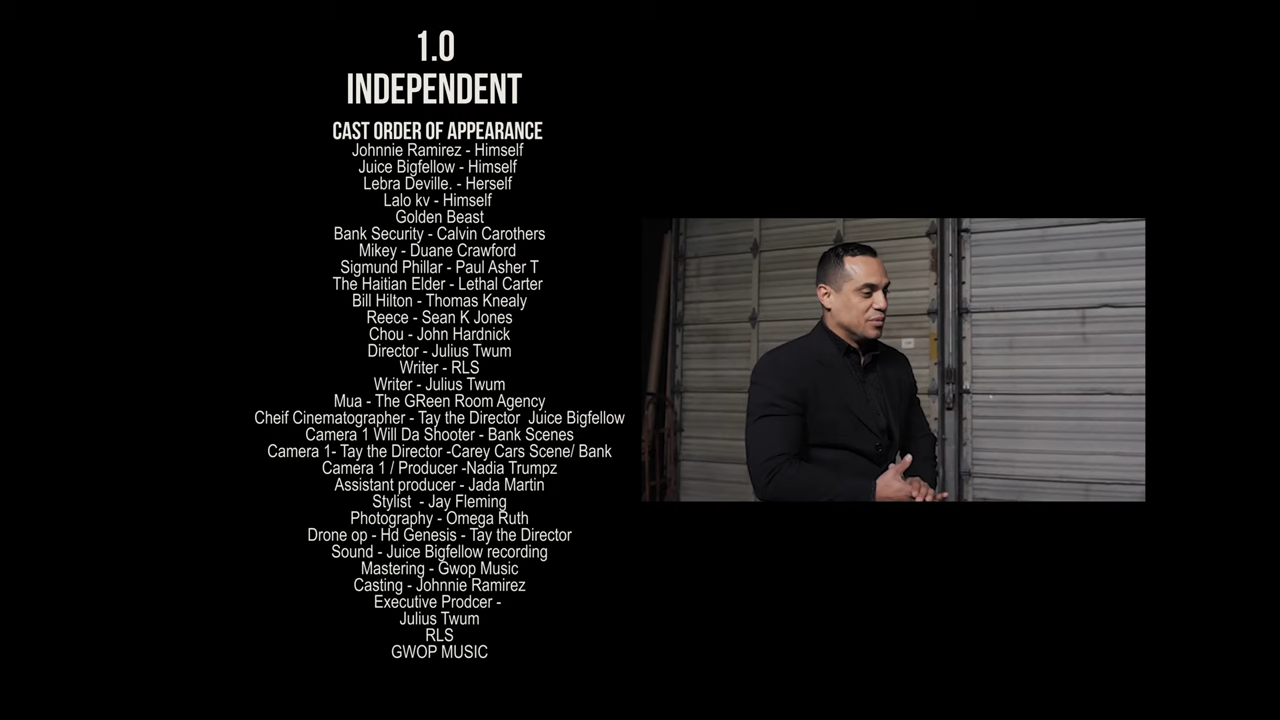 1.0
INDEPENDENT
CAST ORDER OF APPEARANCE
Johnnie Ramirez - Himself
Juice Bigfellow - Himself
Lebra Deville. - Herself
Lalo kv - Himself
Golden Beast
Bank Security - Calvin Carothers
Mikey - Duane Crawford
Sigmund Phillar - Paul Asher T
The Haitian Elder - Lethal Carter
Bill Hilton - Thomas Knealy
Reece - Sean K Jones
Chou - John Hardnick
Director - Julius Twum
Writer - RLS
Writer - Julius Twum
Mua - The GReen Room Agency
Cheif Cinematographer - Tay the Director  Juice Bigfellow
Camera 1 Will Da Shooter - Bank Scenes
Camera 1- Tay the Director -Carey Cars Scene/ Bank
Camera 1 / Producer -Nadia Trumpz
Assistant producer - Jada Martin
Stylist  - Jay Fleming
Photography - Omega Ruth
Drone op - Hd Genesis - Tay the Director
Sound - Juice Bigfellow recording
Mastering - Gwop Music
Casting - Johnnie Ramirez
Executive Prodcer -
Julius Twum
RLS
GWOP MUSIC